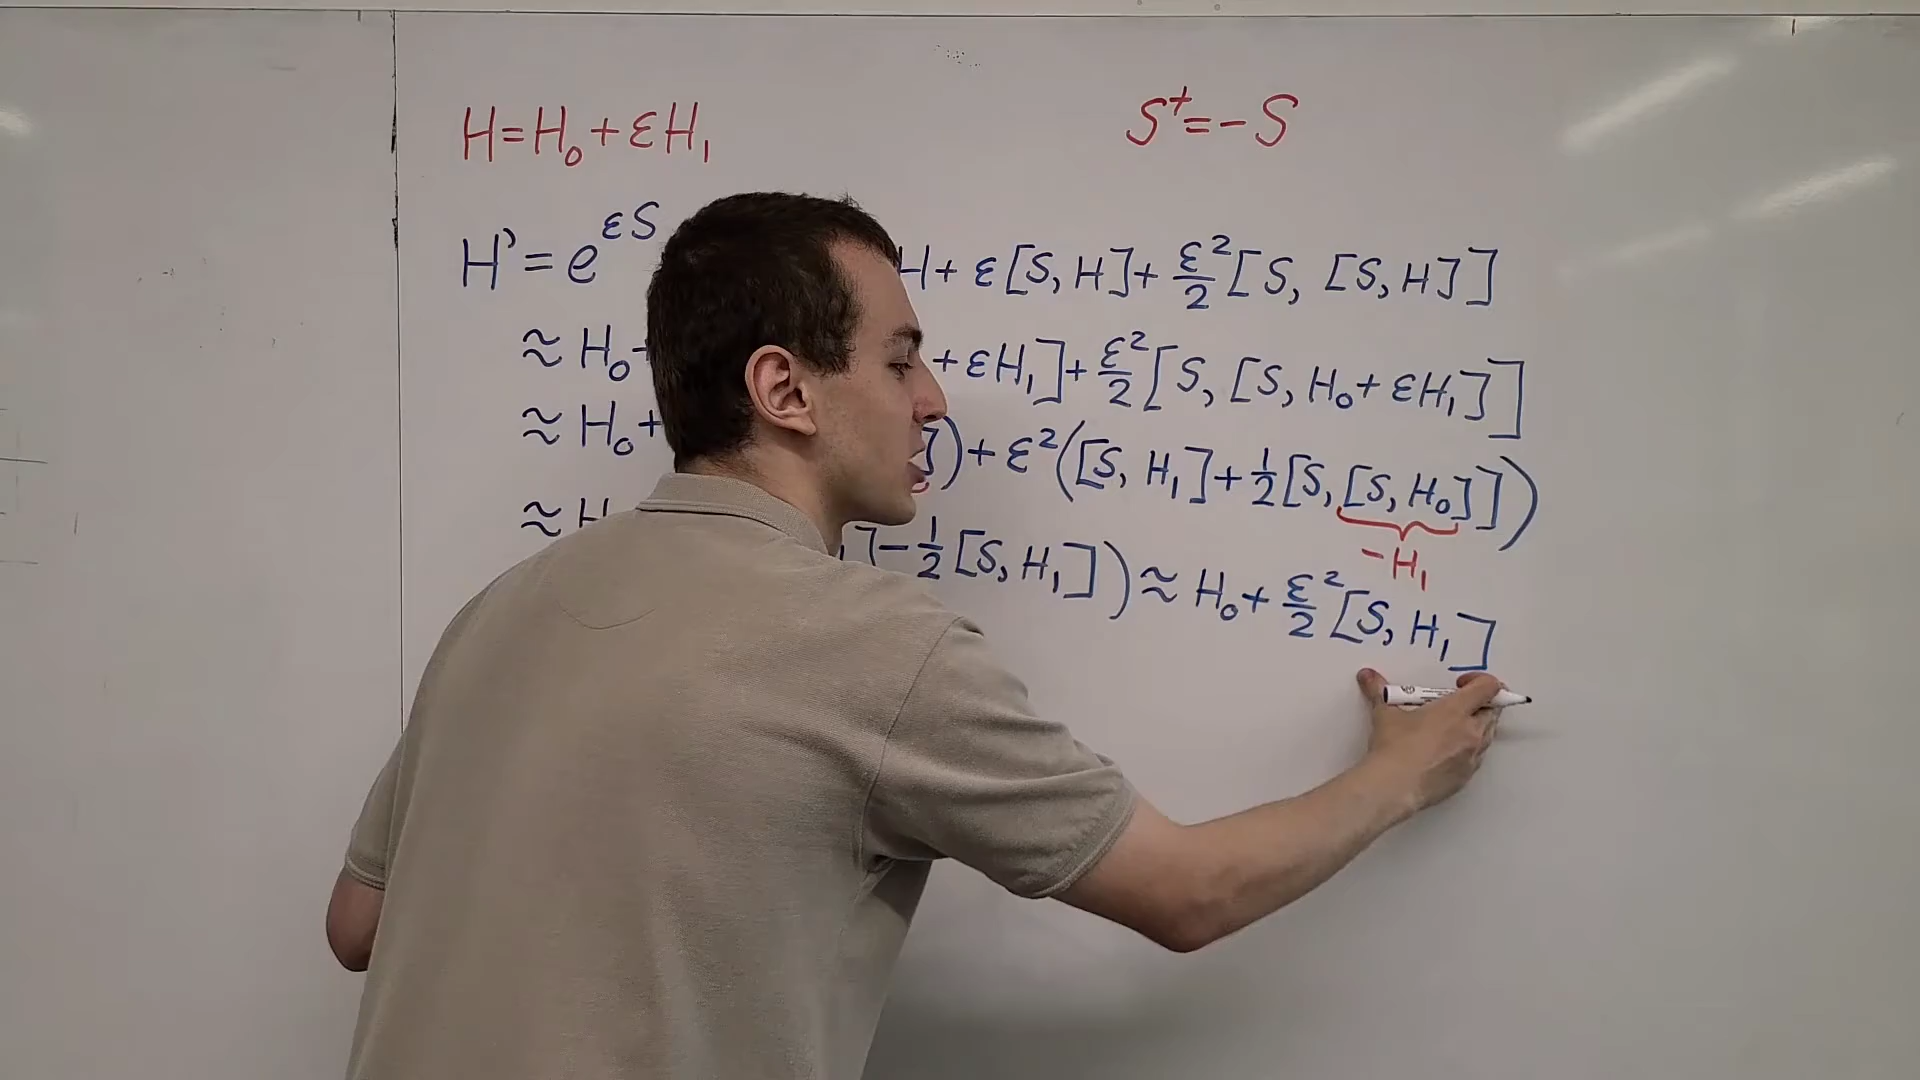 H=H₀+εH₁
S†=-S
H'=e^{εS} H+ε[S,H]+ε²/2[S,[S,H]]
≈H₀+ +εH₁]+ε²/2[S,[S,H₀+εH₁]]
≈H₀+ ])+ε²([S,H₁]+1/2[S,[S,H₀]])
-H₁
≈H ]-1/2[S,H₁])≈H₀+ε²/2[S,H₁]